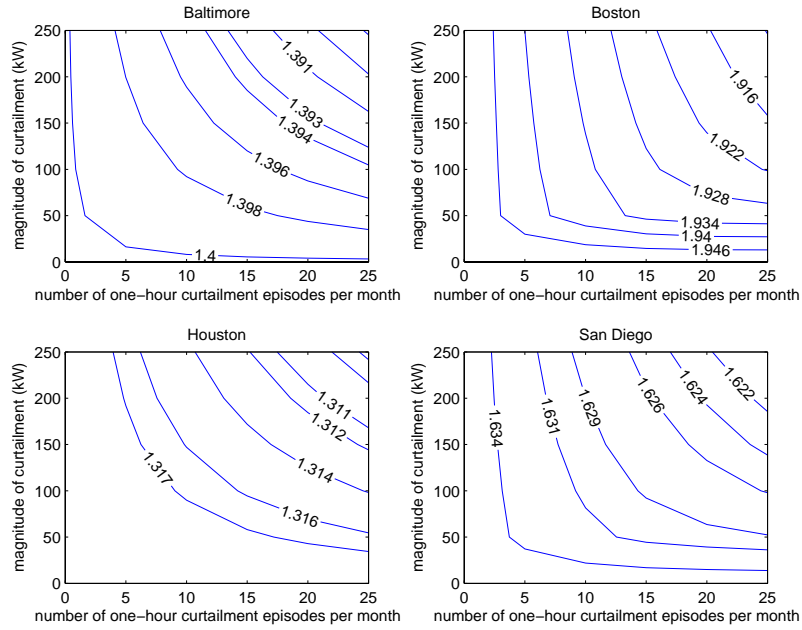 Baltimore
magnitude of curtailment (kW)
250
200
150
100
50
0
1.391
1.393
1.394
1.396
1.398
1.4
0 5 10 15 20 25
number of one−hour curtailment episodes per month
Boston
magnitude of curtailment (kW)
250
200
150
100
50
0
1.916
1.922
1.928
1.934
1.94
1.946
0 5 10 15 20 25
number of one−hour curtailment episodes per month
Houston
magnitude of curtailment (kW)
250
200
150
100
50
0
1.311
1.312
1.314
1.317
1.316
0 5 10 15 20 25
number of one−hour curtailment episodes per month
San Diego
magnitude of curtailment (kW)
250
200
150
100
50
0
1.634
1.631
1.629
1.626
1.624
1.622
0 5 10 15 20 25
number of one−hour curtailment episodes per month